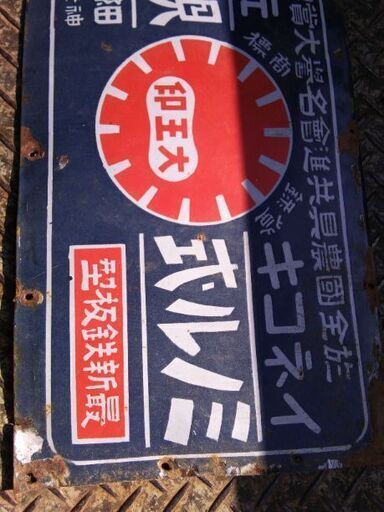 於全國農具共進會名譽大賞
イネコキ
ミノル式
最新鉄板型
登録
商標
大王印